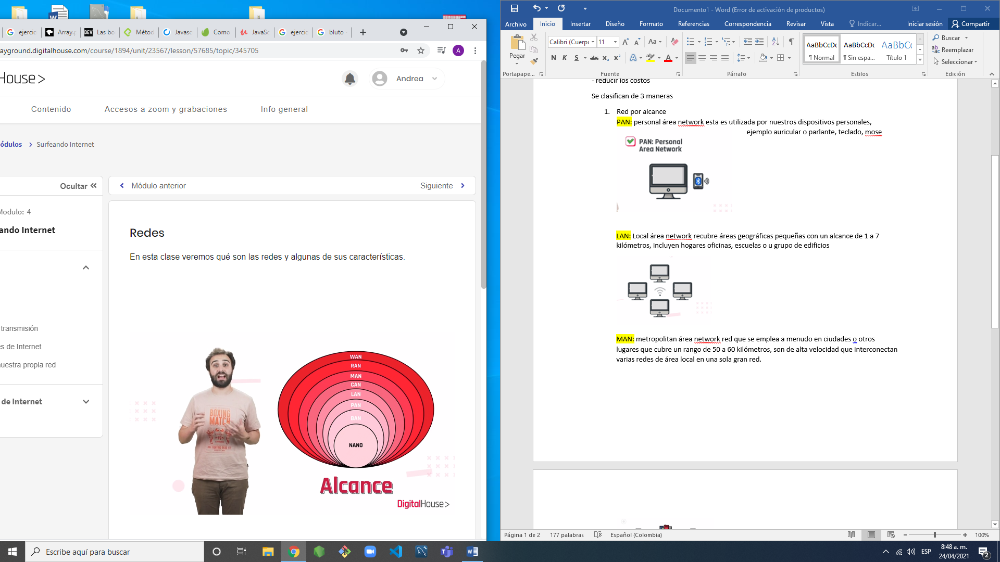 ejercic
Array.p
DEV Las bo
Métod
Javasc
Como
JavaSc
ejercic
bluto
ayground.digitalhouse.com/course/1894/unit/23567/lesson/57685/topic/345705
A
House>
Andrea
Contenido
Accesos a zoom y grabaciones
Info general
ódulos > Surfeando Internet
Ocultar
Módulo anterior
Siguiente
Modulo: 4
ando Internet
Redes
En esta clase veremos qué son las redes y algunas de sus características.
transmisión
s de Internet
uestra propia red
de Internet
BOXING
MATCH
WAN
RAN
MAN
CAN
LAN
PAN
BAN
NANO
Alcance
DigitalHouse>
Documento1 - Word (Error de activación de productos)
Archivo
Inicio
Insertar
Diseño
Formato
Referencias
Correspondencia
Revisar
Vista
Indicar...
Iniciar sesión
Compartir
Pegar
Calibri (Cuerpo
11
Aa
N K S abc x₂ x²
AaBbCcDc
AaBbCcDc
AaBbCc
¶ Normal
¶ Sin espa...
Título 1
Buscar
Reemplazar
Seleccionar
Portapape...
Fuente
Párrafo
Estilos
Edición
- reducir los costos
Se clasifican de 3 maneras
1. Red por alcance
PAN: personal área network esta es utilizada por nuestros dispositivos personales,
ejemplo auricular o parlante, teclado, mose
PAN: Personal
Area Network
LAN: Local área network recubre áreas geográficas pequeñas con un alcance de 1 a 7
kilómetros, incluyen hogares oficinas, escuelas o u grupo de edificios
MAN: metropolitan área network red que se emplea a menudo en ciudades o otros
lugares que cubre un rango de 50 a 60 kilómetros, son de alta velocidad que interconectan
varias redes de área local en una sola gran red.
Página 1 de 2
177 palabras
Español (Colombia)
100%
Escribe aquí para buscar
ESP
8:48 a. m.
24/04/2021
2